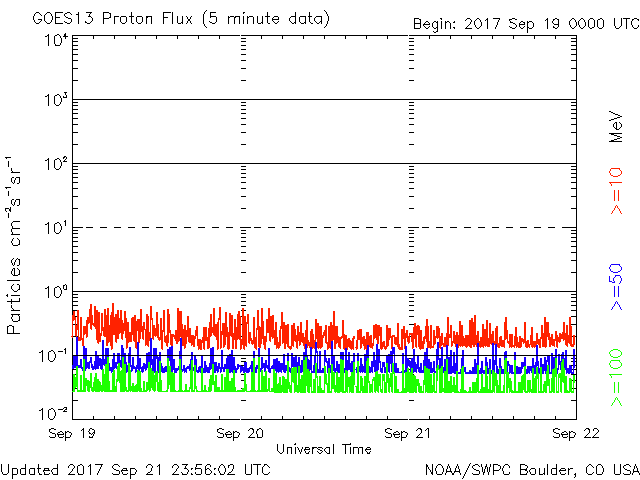 GOES13 Proton Flux (5 minute data)
Begin: 2017 Sep 19 0000 UTC
10⁴
10³
10²
10¹
10⁰
10⁻¹
10⁻²
Particles cm⁻²s⁻¹sr⁻¹
MeV
>=10
>=50
>=100
Sep 19
Sep 20
Sep 21
Sep 22
Universal Time
Updated 2017 Sep 21 23:56:02 UTC
NOAA/SWPC Boulder, CO USA